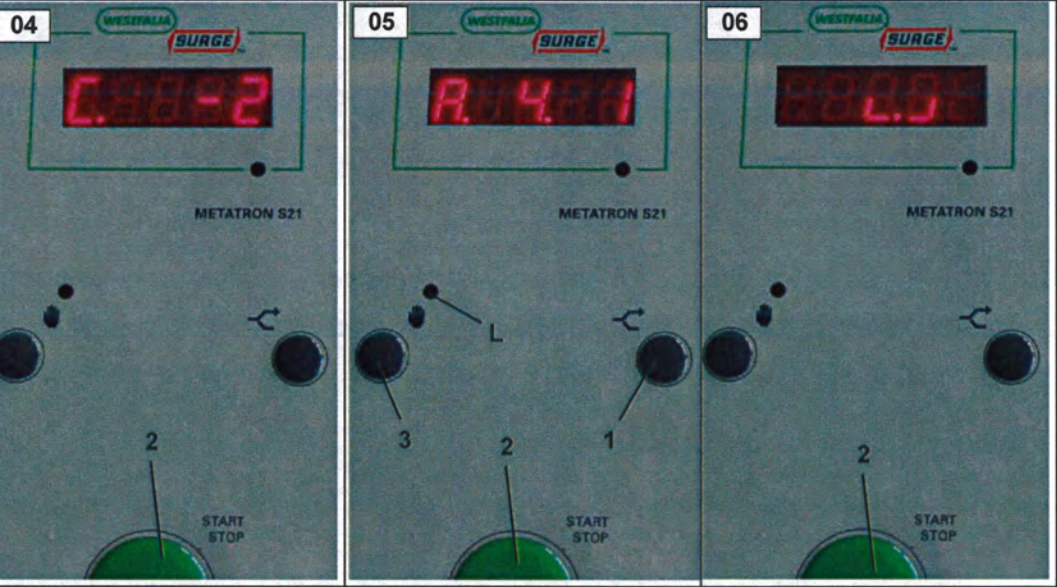 04
WESTFALIA
SURGE
C. -2
METATRON S21
2
START
STOP
05
WESTFALIA
SURGE
A. 4. 1
METATRON S21
L
3
2
1
START
STOP
06
WESTFALIA
SURGE
METATRON S21
2
START
STOP